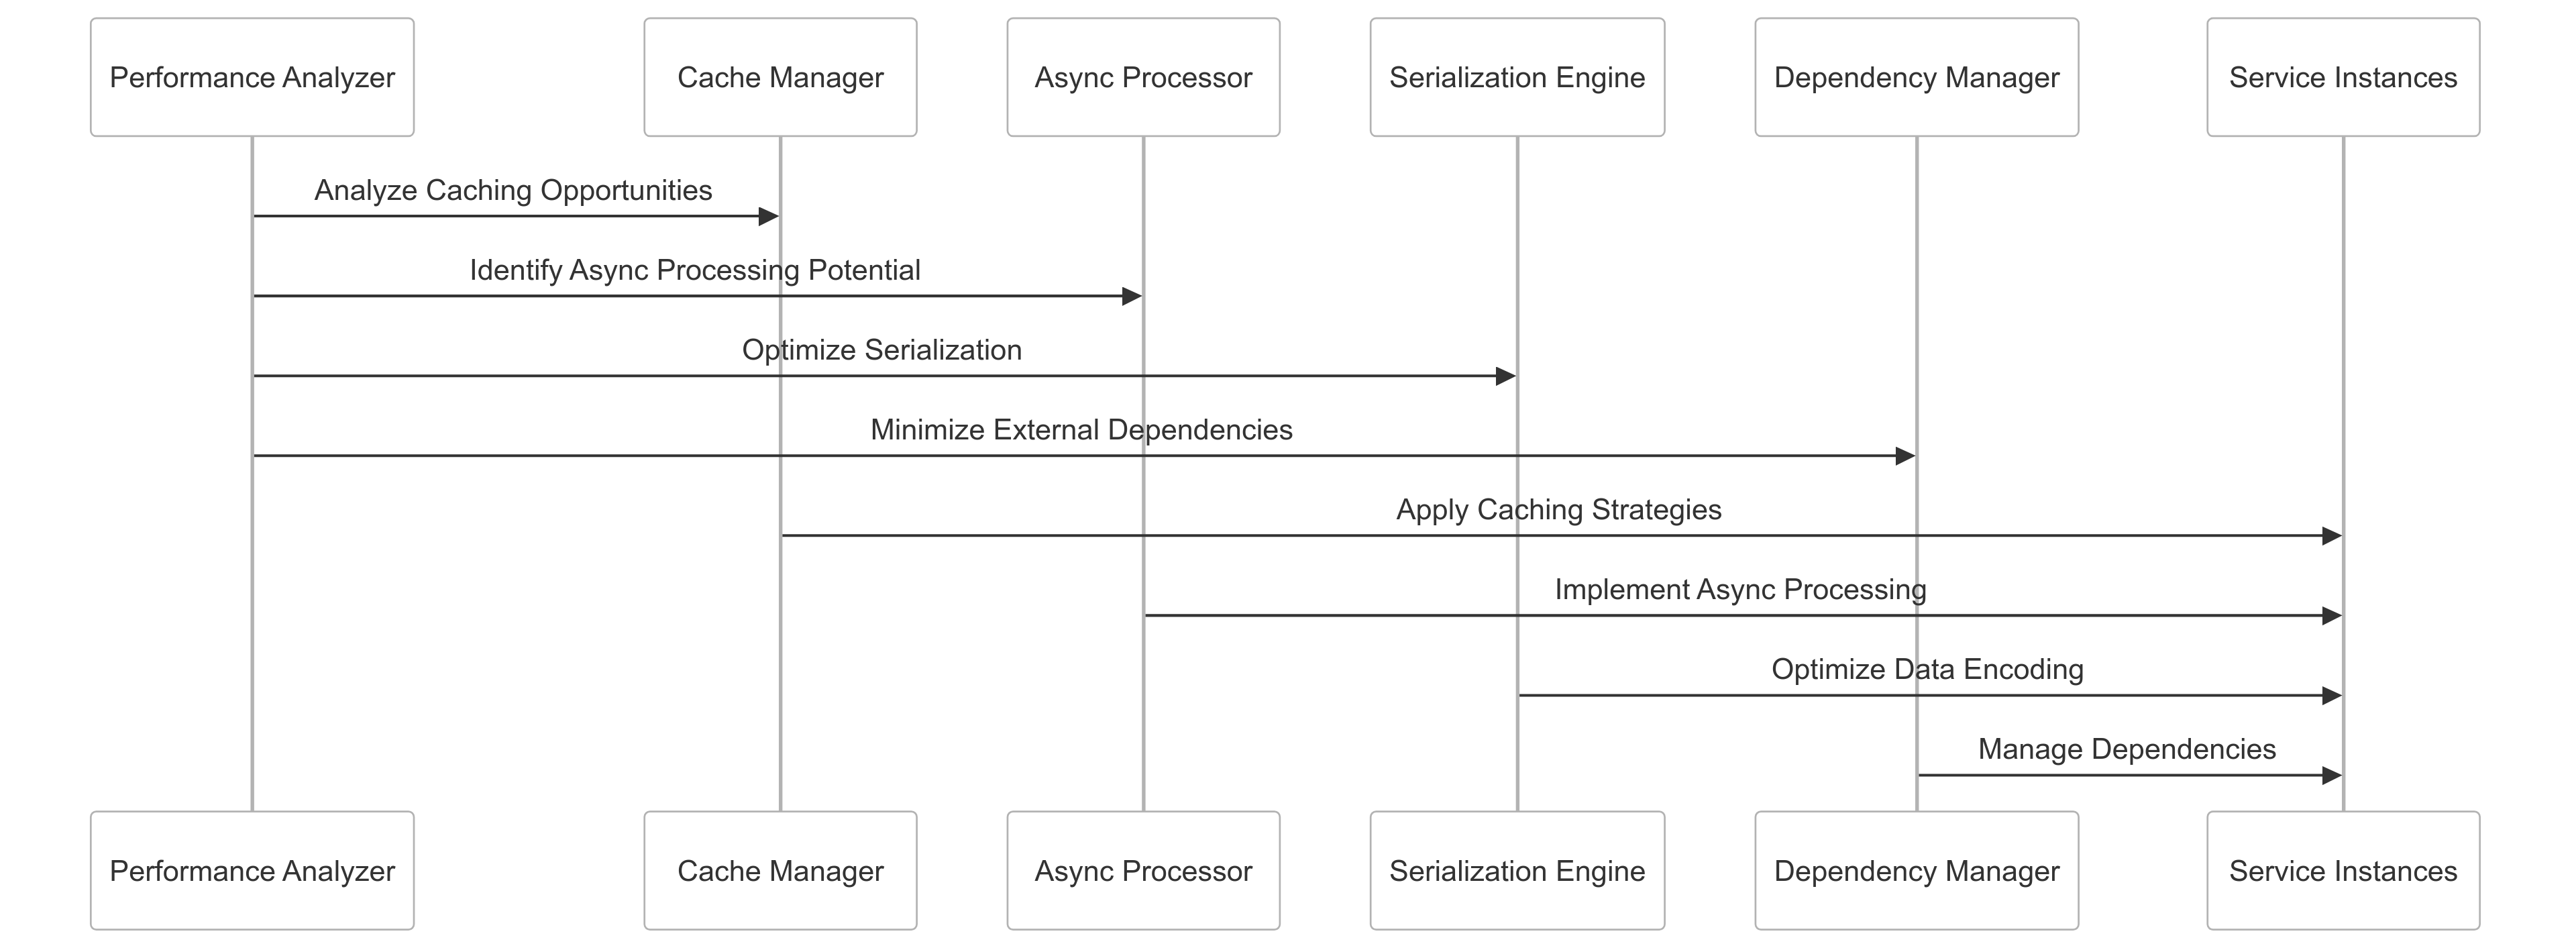 Performance Analyzer
Cache Manager
Async Processor
Serialization Engine
Dependency Manager
Service Instances
Analyze Caching Opportunities
Identify Async Processing Potential
Optimize Serialization
Minimize External Dependencies
Apply Caching Strategies
Implement Async Processing
Optimize Data Encoding
Manage Dependencies
Performance Analyzer
Cache Manager
Async Processor
Serialization Engine
Dependency Manager
Service Instances